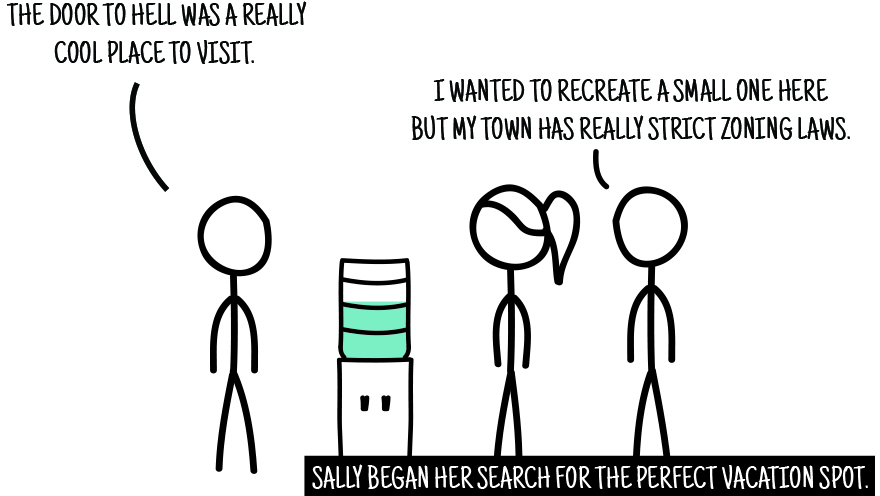 THE DOOR TO HELL WAS A REALLY
COOL PLACE TO VISIT.
I WANTED TO RECREATE A SMALL ONE HERE
BUT MY TOWN HAS REALLY STRICT ZONING LAWS.
SALLY BEGAN HER SEARCH FOR THE PERFECT VACATION SPOT.